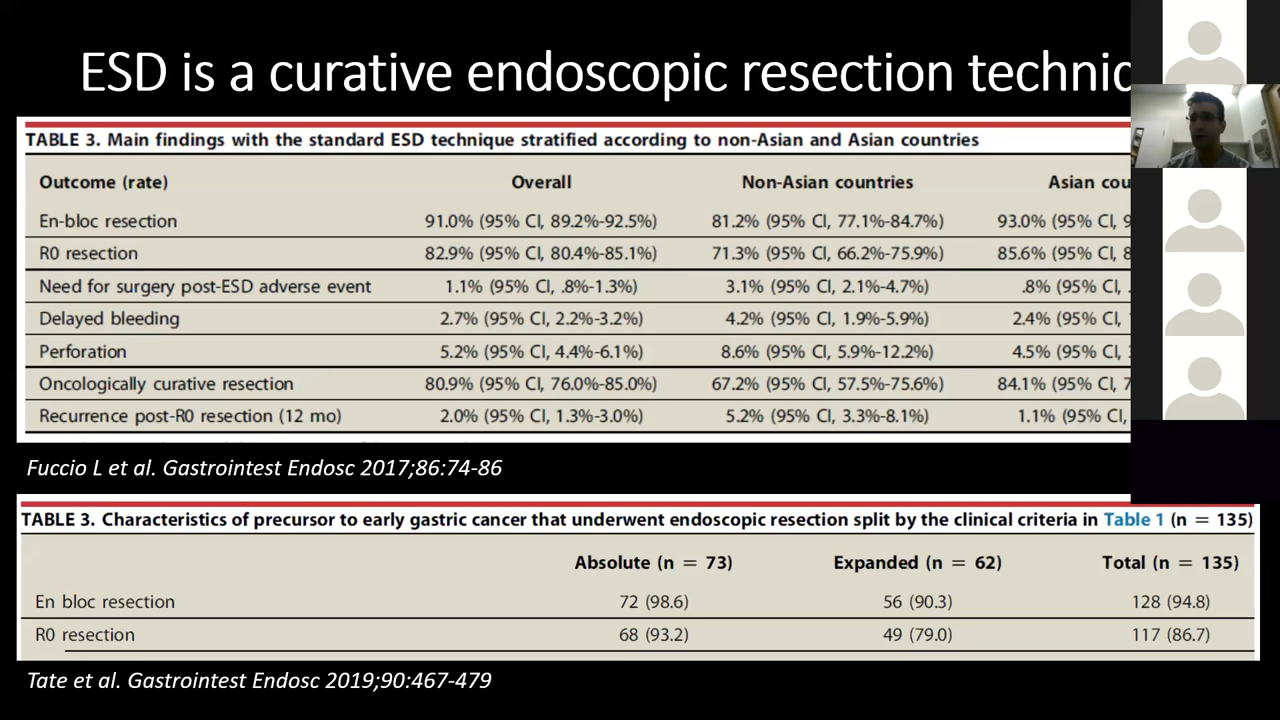 ESD is a curative endoscopic resection
TABLE 3. Main findings with the standard ESD technique stratified according to non-Asian and Asian countries
Outcome (rate) Overall Non-Asian countries Asian
En-bloc resection 91.0% (95% CI, 89.2%-92.5%) 81.2% (95% CI, 77.1%-84.7%) 93.0% (95% CI,
R0 resection 82.9% (95% CI, 80.4%-85.1%) 71.3% (95% CI, 66.2%-75.9%) 85.6% (95% CI,
Need for surgery post-ESD adverse event 1.1% (95% CI, .8%-1.3%) 3.1% (95% CI, 2.1%-4.7%) .8% (95% CI,
Delayed bleeding 2.7% (95% CI, 2.2%-3.2%) 4.2% (95% CI, 1.9%-5.9%) 2.4% (95% CI,
Perforation 5.2% (95% CI, 4.4%-6.1%) 8.6% (95% CI, 5.9%-12.2%) 4.5% (95% CI,
Oncologically curative resection 80.9% (95% CI, 76.0%-85.0%) 67.2% (95% CI, 57.5%-75.6%) 84.1% (95% CI,
Recurrence post-R0 resection (12 mo) 2.0% (95% CI, 1.3%-3.0%) 5.2% (95% CI, 3.3%-8.1%) 1.1% (95% CI,
Fuccio L et al. Gastrointest Endosc 2017;86:74-86
TABLE 3. Characteristics of precursor to early gastric cancer that underwent endoscopic resection split by the clinical criteria in Table 1 (n = 135)
Absolute (n = 73) Expanded (n = 62) Total (n = 135)
En bloc resection 72 (98.6) 56 (90.3) 128 (94.8)
R0 resection 68 (93.2) 49 (79.0) 117 (86.7)
Tate et al. Gastrointest Endosc 2019;90:467-479